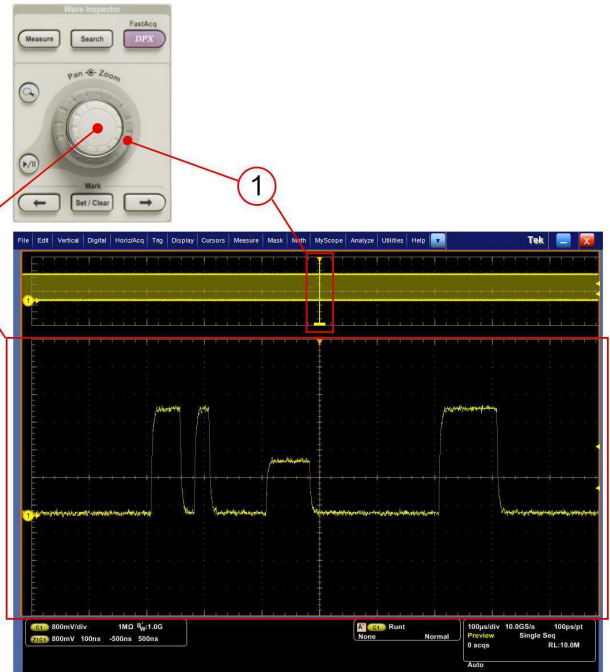 Wave Inspector
FastAcq
Measure
Search
DPX
Pan Zoom
Mark
← Set / Clear →
1
File Edit Vertical Digital Horiz/Acq Trig Display Cursors Measure Mask Math MyScope Analyze Utilities Help Tek X
1
1
C1 800mV/div 1MΩ BW:1.0G
Z1C1 800mV 100ns -500ns 500ns
A' C1 Runt
None Normal
100µs/div 10.0GS/s 100ps/pt
Preview Single Seq
0 acqs RL:10.0M
Auto